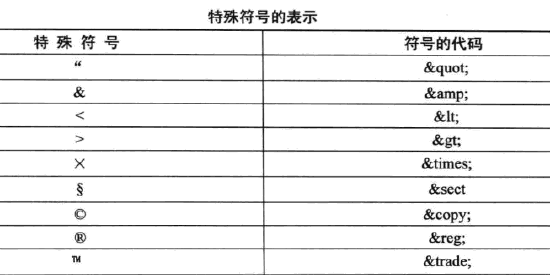 特殊符号的表示
特 殊 符 号 符号的代码
“ &quot;
& &amp;
< &lt;
> &gt;
× &times;
§ &sect
© &copy;
® &reg;
™ &trade;